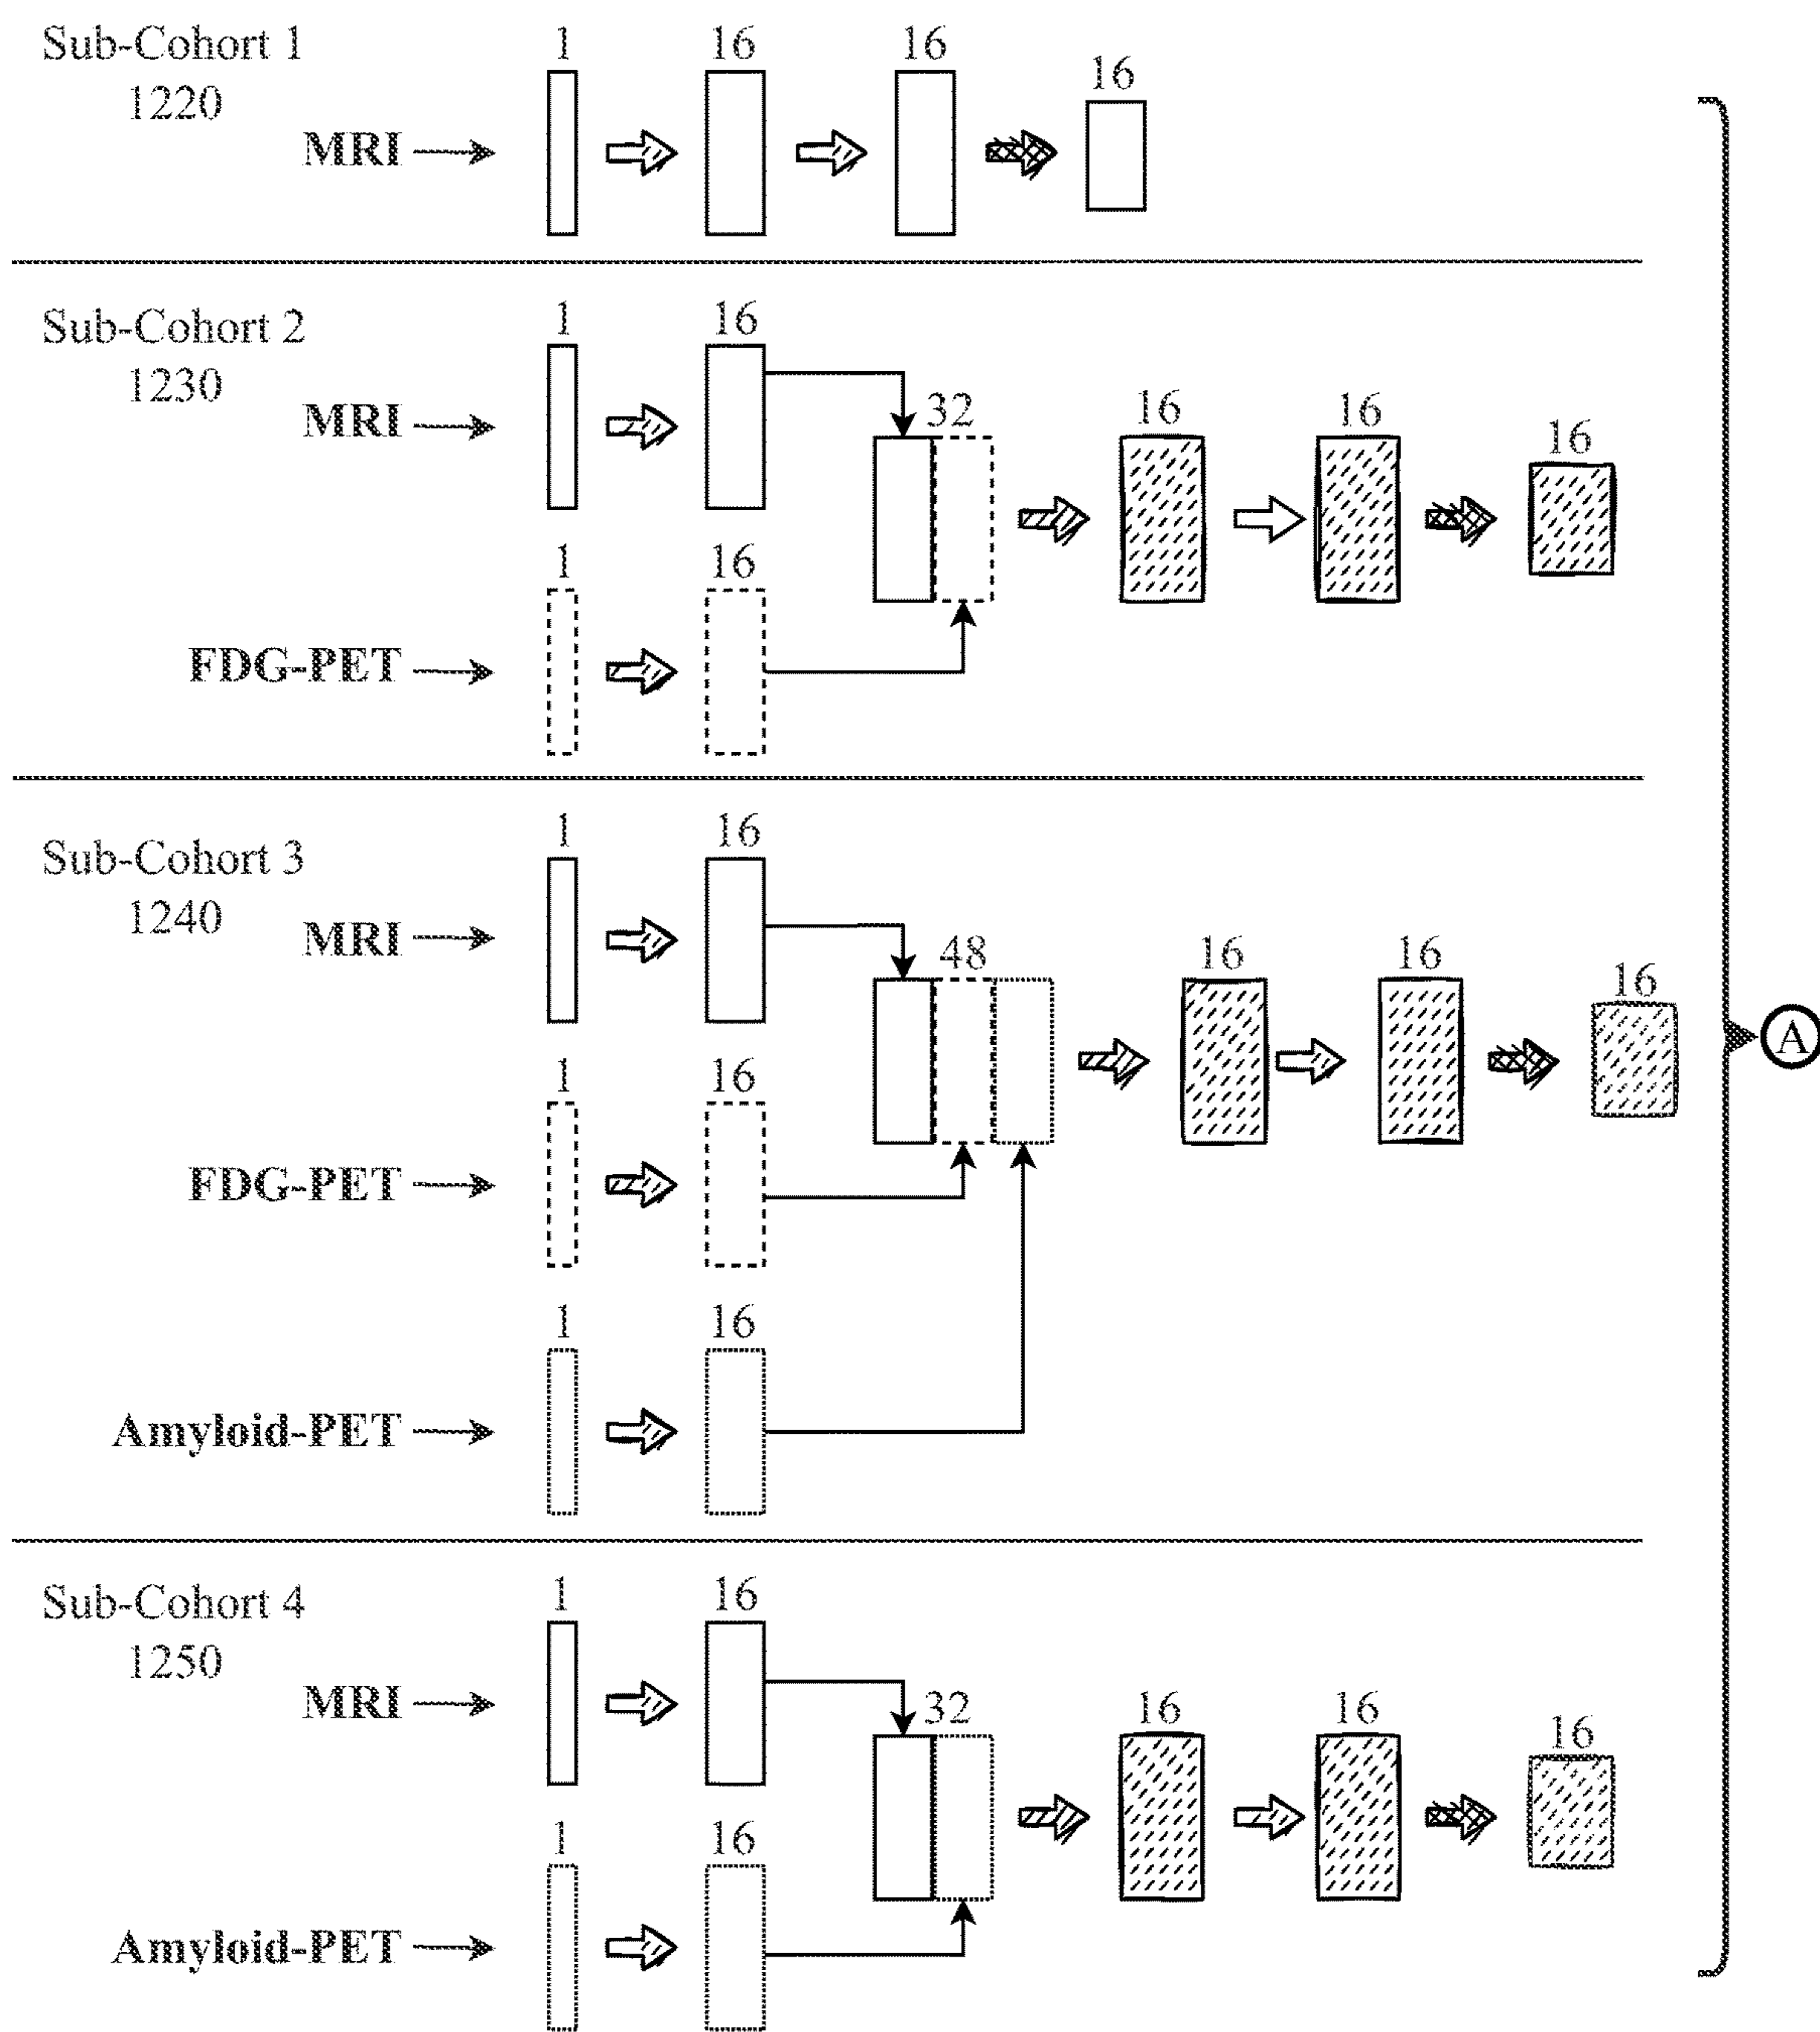 Sub-Cohort 1
1220
1 16 16 16
MRI
Sub-Cohort 2
1230
1 16
MRI
32 16 16 16
1 16
FDG-PET
Sub-Cohort 3
1240
1 16
MRI
48 16 16 16
A
1 16
FDG-PET
1 16
Amyloid-PET
Sub-Cohort 4
1250
1 16
MRI
32 16 16 16
1 16
Amyloid-PET